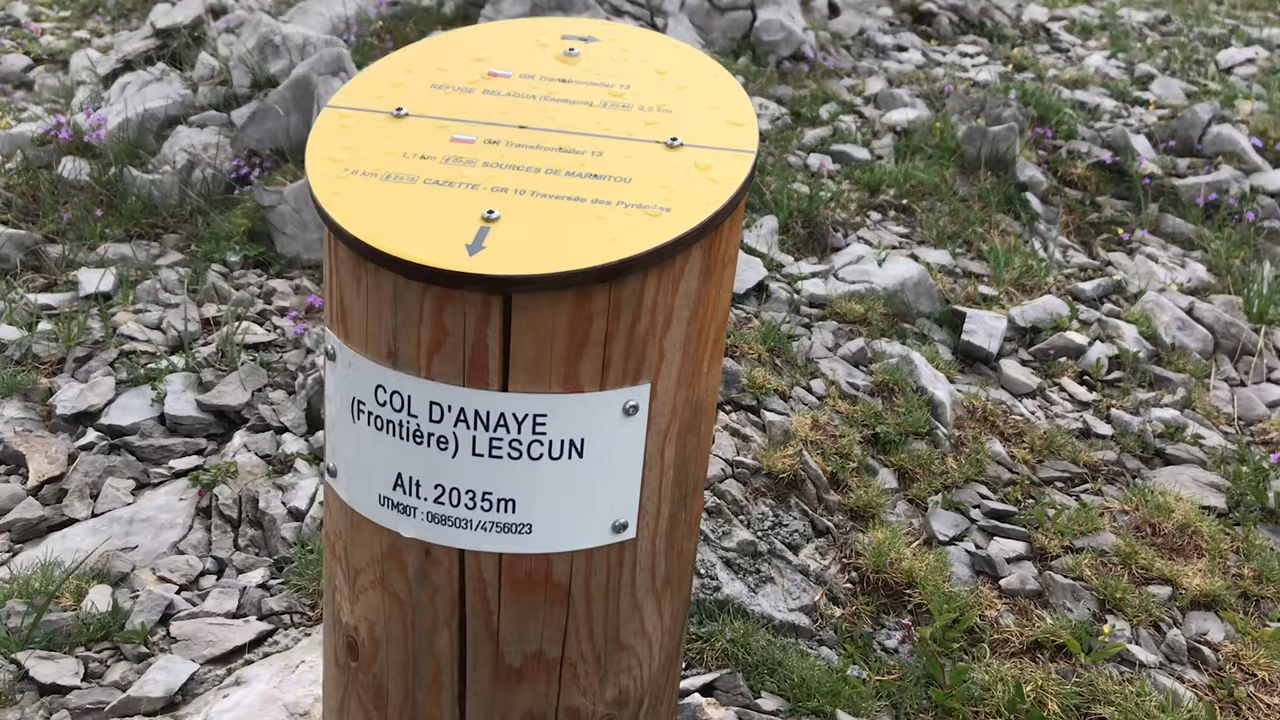 GR Transfrontalier 13
REFUGE BELAGUA (Espagne) 9,5 km
GR Transfrontalier 13
1,1 km SOURCES DE MARMITOU
7,6 km CAZETTE - GR 10 Traversée des Pyrénées
COL D'ANAYE
(Frontière) LESCUN
Alt. 2035m
UTM30T : 0685031/4756023